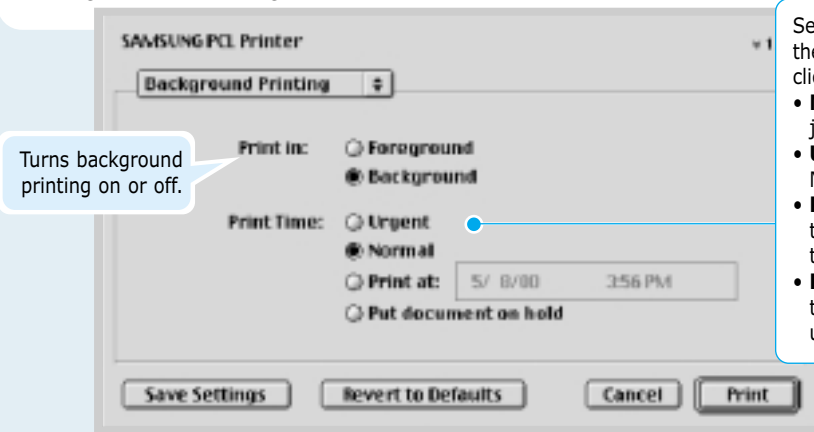 SAMSUNG PCL Printer
v 1
Background Printing
Turns background
printing on or off.
Print in:
Foreground
Background
Print Time:
Urgent
Normal
Print at: 5/ 8/00 3:56 PM
Put document on hold
Save Settings Revert to Defaults Cancel Print
Se
the
cli
•
j
•
N
•
t
t
•
t
u